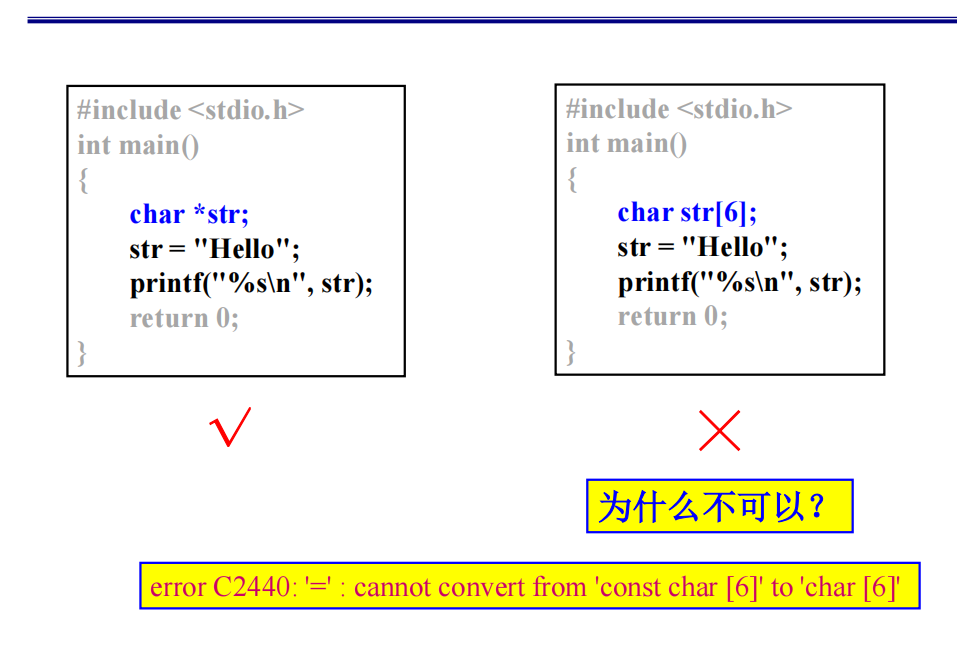 #include <stdio.h>
int main()
{
char *str;
str = "Hello";
printf("%s\n", str);
return 0;
}
√
#include <stdio.h>
int main()
{
char str[6];
str = "Hello";
printf("%s\n", str);
return 0;
}
×
为什么不可以？
error C2440: '=' : cannot convert from 'const char [6]' to 'char [6]'